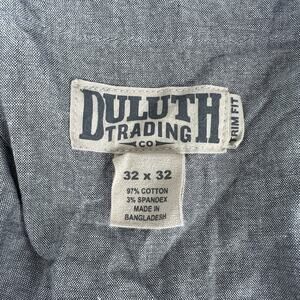 DULUTH
TRADING
CO
TRIM FIT
32 x 32
97% COTTON
3% SPANDEX
MADE IN
BANGLADESH